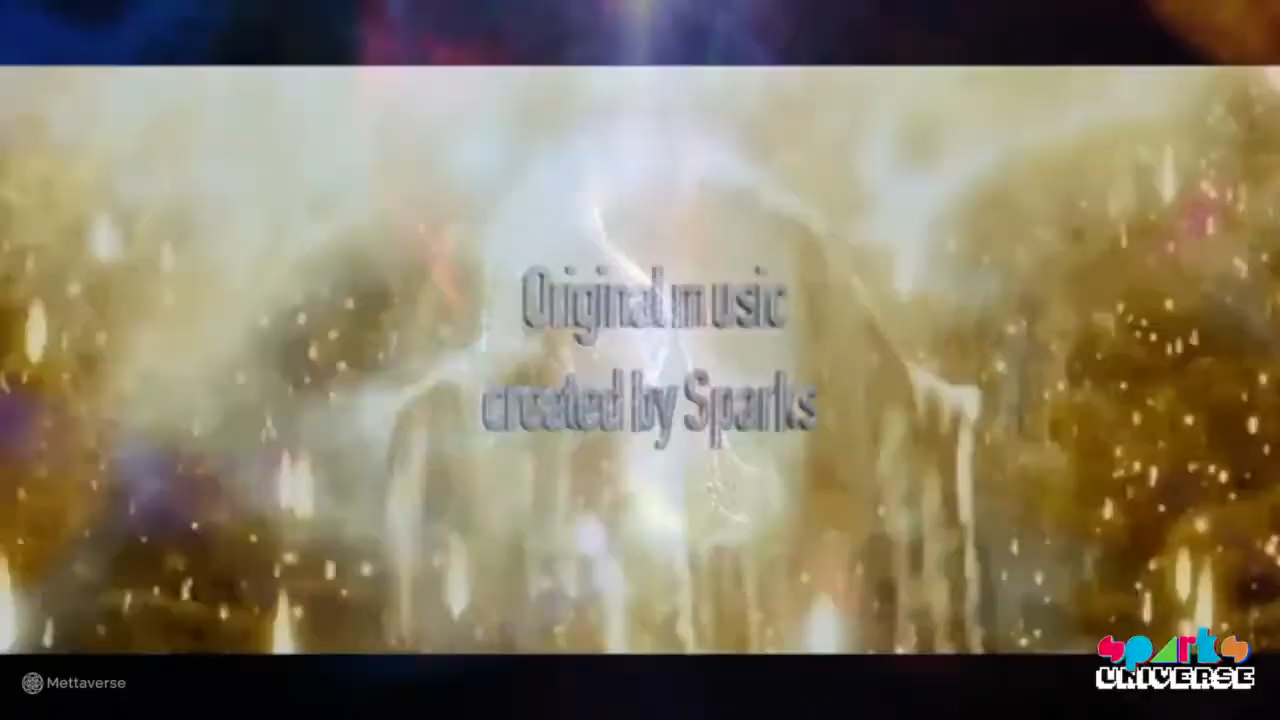 Original music
created by Sparks
Mettaverse
sparks
UNIVERSE